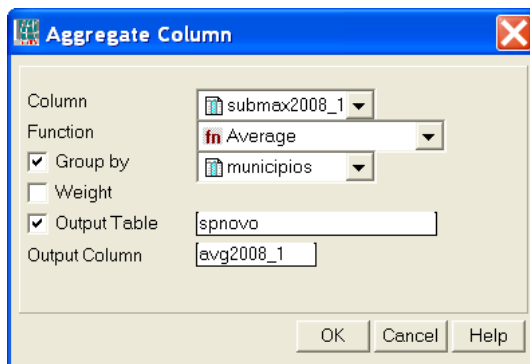 Aggregate Column
Column submax2008_1
Function fn Average
Group by municipios
Weight
Output Table spnovo
Output Column avg2008_1
OK Cancel Help